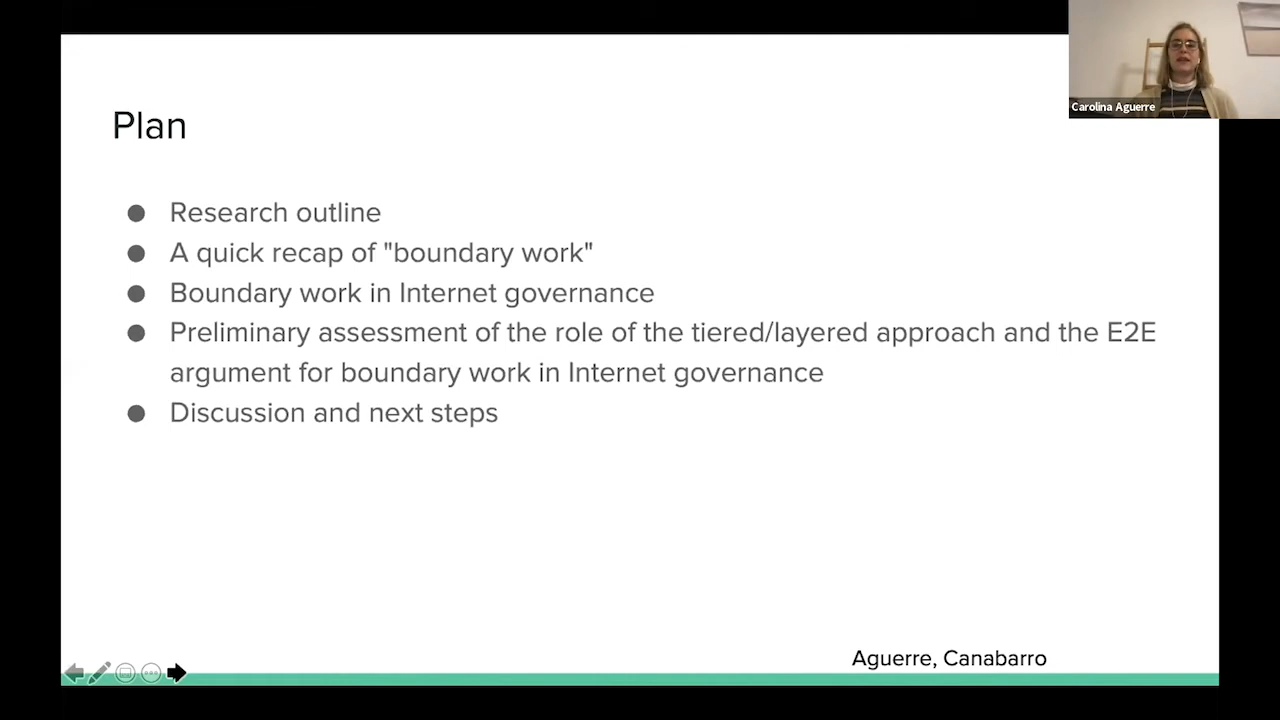 Carolina Aguerre
Plan
● Research outline
● A quick recap of "boundary work"
● Boundary work in Internet governance
● Preliminary assessment of the role of the tiered/layered approach and the E2E
argument for boundary work in Internet governance
● Discussion and next steps
Aguerre, Canabarro